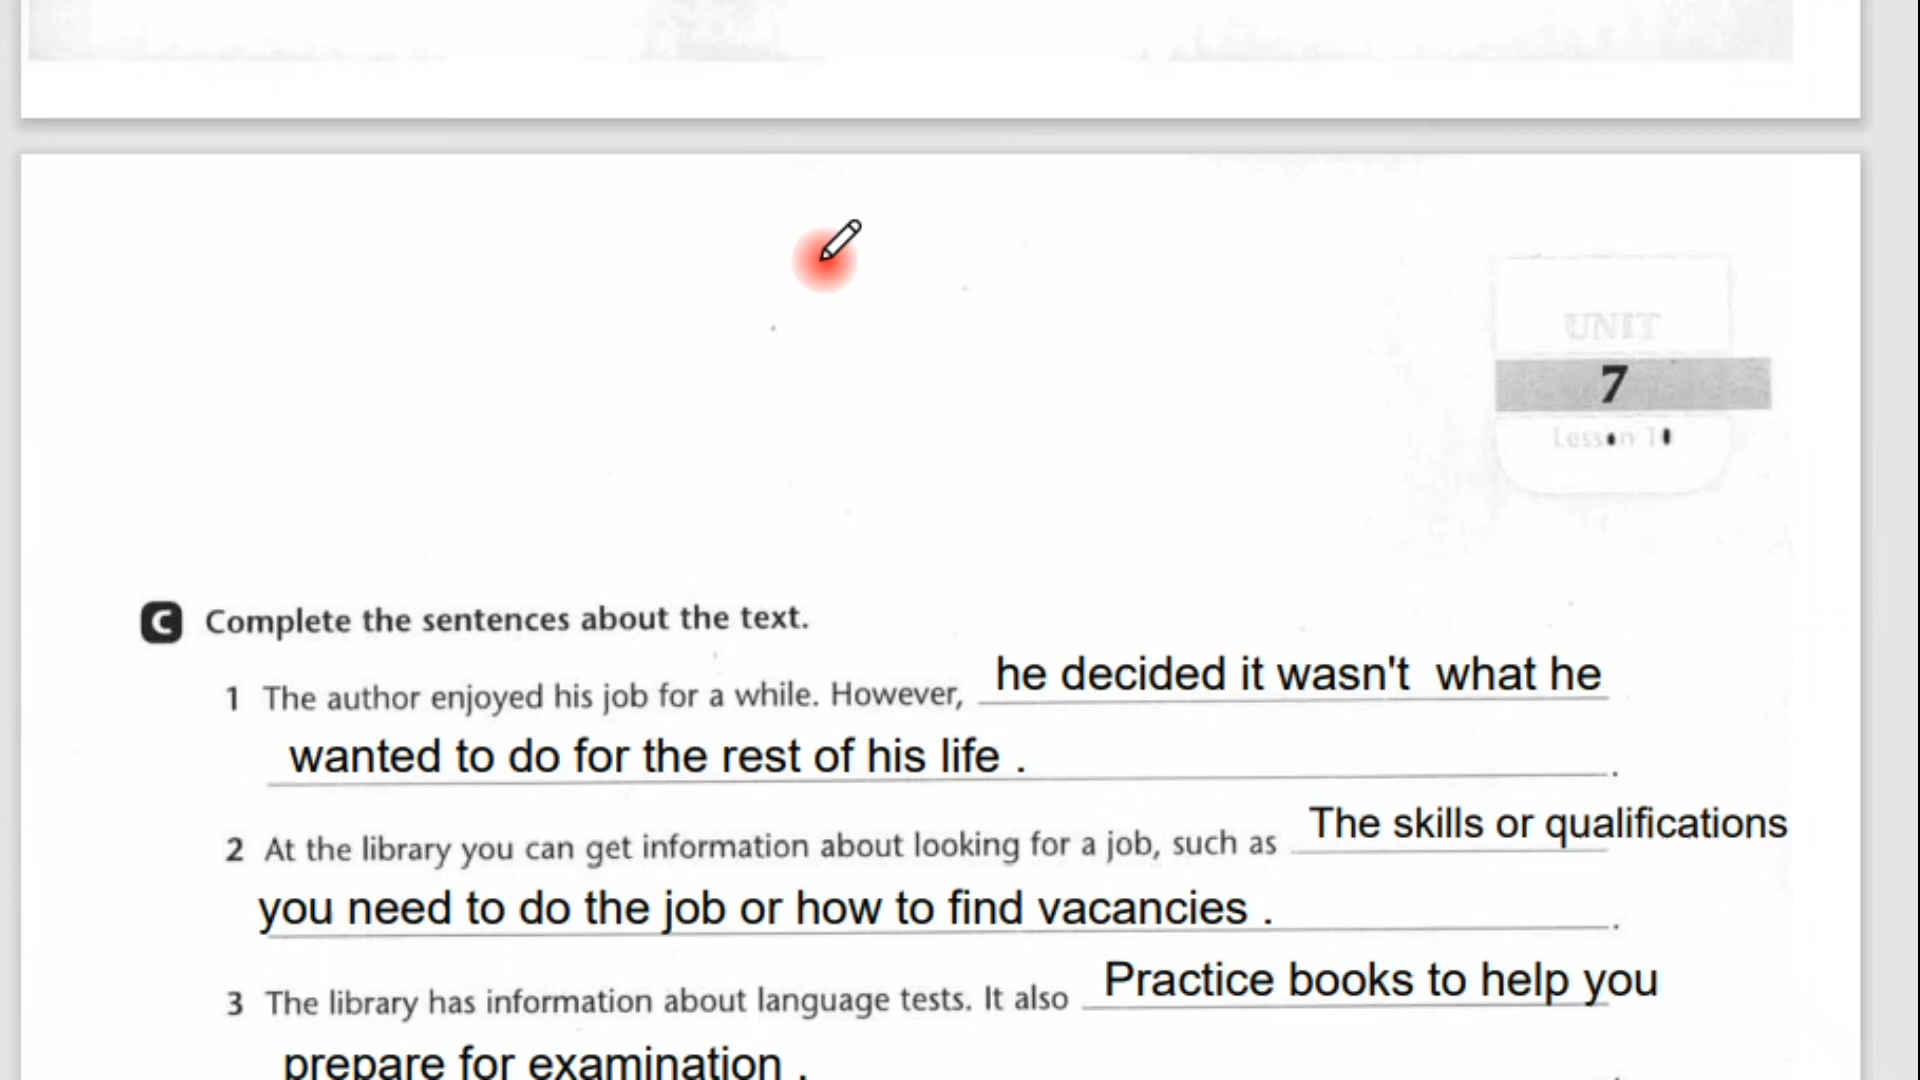 UNIT
7
Lesson 10
C Complete the sentences about the text.
1 The author enjoyed his job for a while. However, he decided it wasn't what he
wanted to do for the rest of his life . .
2 At the library you can get information about looking for a job, such as The skills or qualifications
you need to do the job or how to find vacancies . .
3 The library has information about language tests. It also Practice books to help you
prepare for examination .